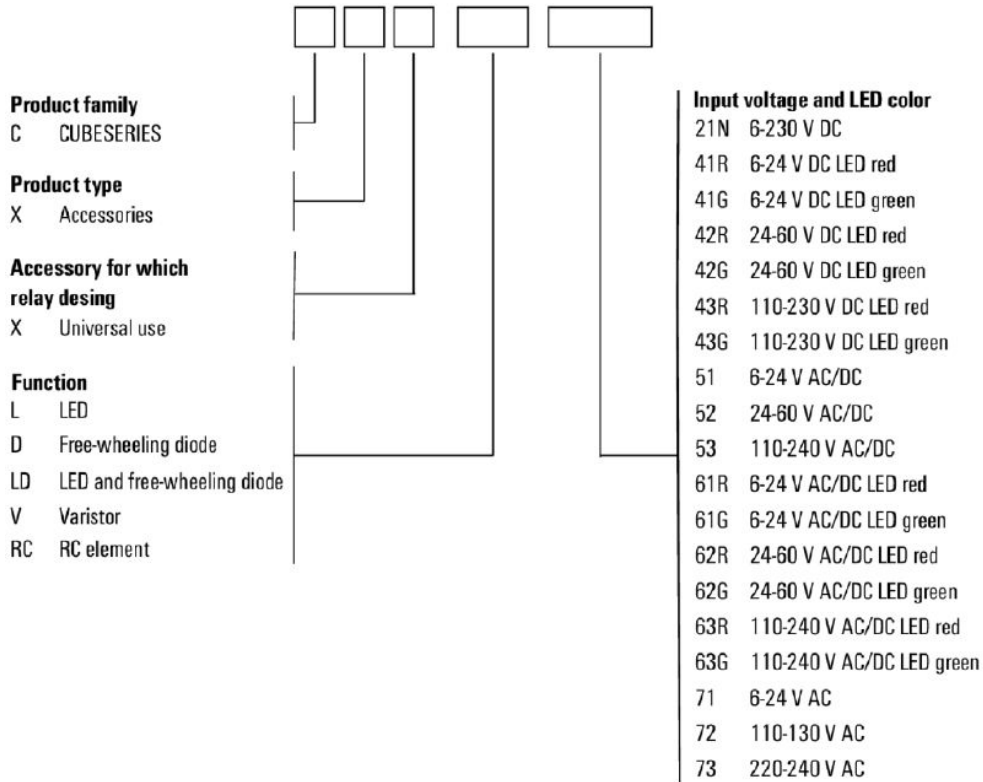 Product family
C CUBESERIES
Product type
X Accessories
Accessory for which
relay desing
X Universal use
Function
L LED
D Free-wheeling diode
LD LED and free-wheeling diode
V Varistor
RC RC element
Input voltage and LED color
21N 6-230 V DC
41R 6-24 V DC LED red
41G 6-24 V DC LED green
42R 24-60 V DC LED red
42G 24-60 V DC LED green
43R 110-230 V DC LED red
43G 110-230 V DC LED green
51 6-24 V AC/DC
52 24-60 V AC/DC
53 110-240 V AC/DC
61R 6-24 V AC/DC LED red
61G 6-24 V AC/DC LED green
62R 24-60 V AC/DC LED red
62G 24-60 V AC/DC LED green
63R 110-240 V AC/DC LED red
63G 110-240 V AC/DC LED green
71 6-24 V AC
72 110-130 V AC
73 220-240 V AC